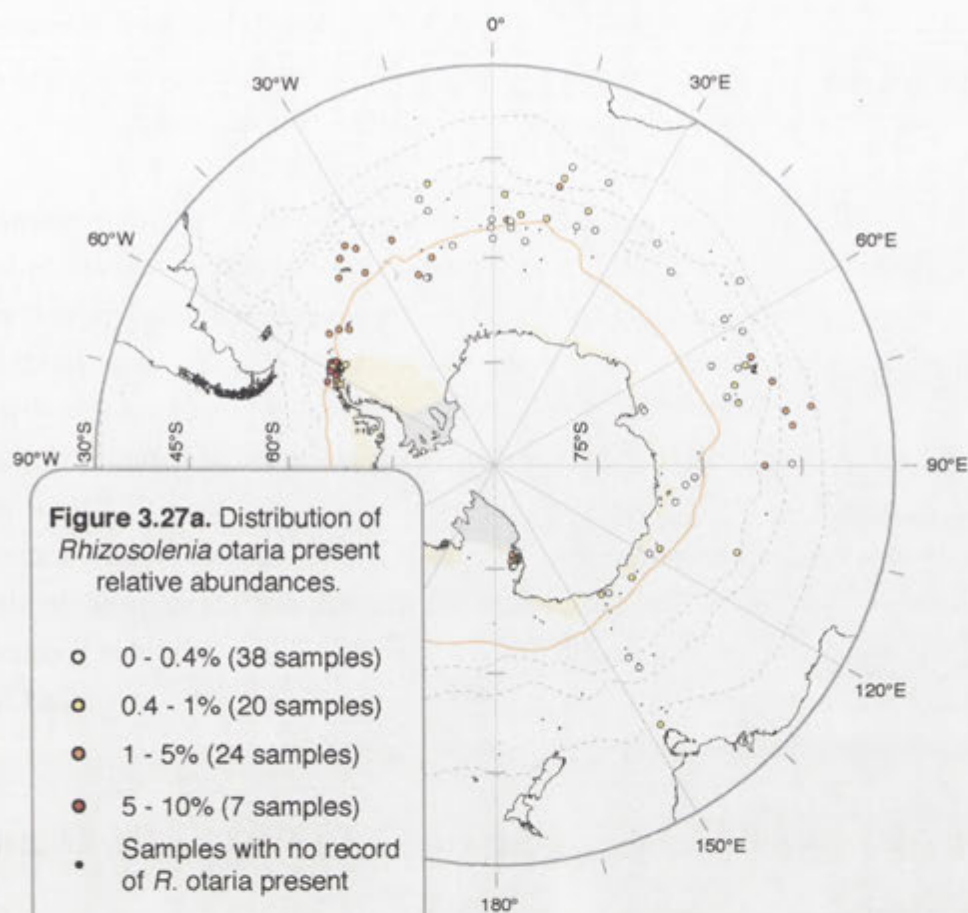 0°
30°W
30°E
60°W
60°E
90°W
30°S
45°S
60°S
75°S
90°E
120°E
150°E
180°
Figure 3.27a. Distribution of
Rhizosolenia otaria present
relative abundances.
0 - 0.4% (38 samples)
0.4 - 1% (20 samples)
1 - 5% (24 samples)
5 - 10% (7 samples)
Samples with no record
of R. otaria present